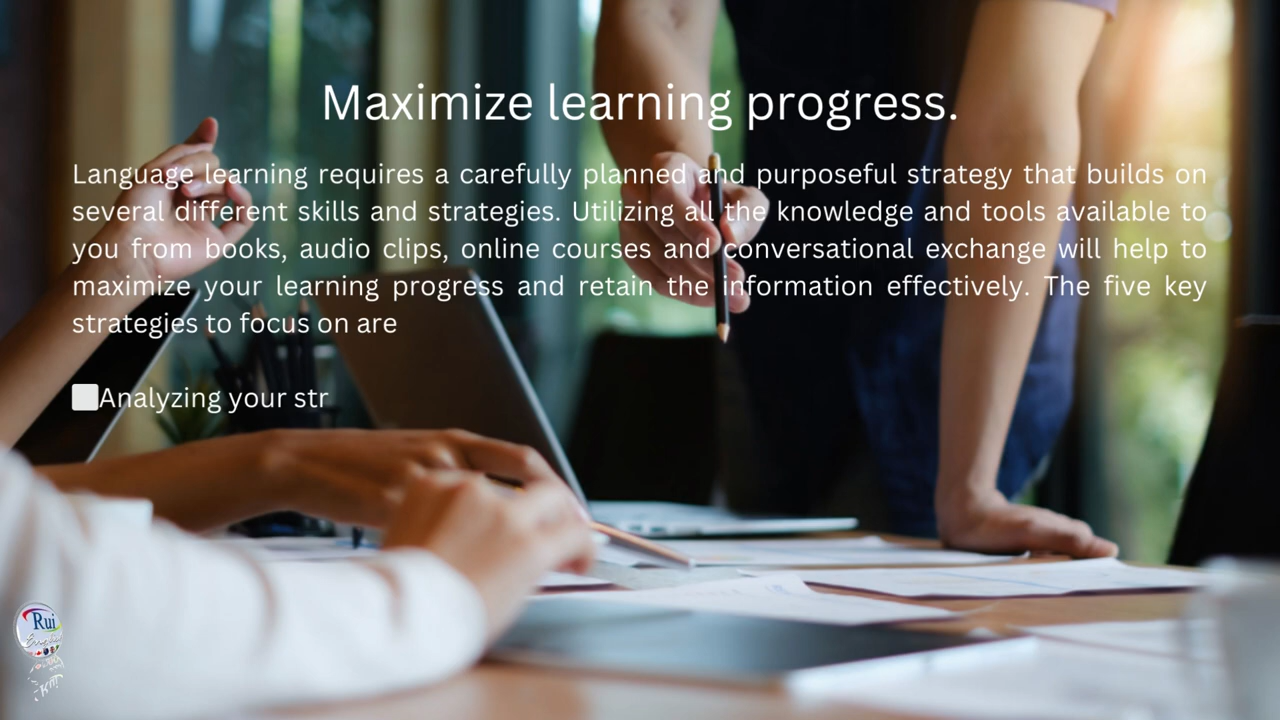 Maximize learning progress.
Language learning requires a carefully planned and purposeful strategy that builds on
several different skills and strategies. Utilizing all the knowledge and tools available to
you from books, audio clips, online courses and conversational exchange will help to
maximize your learning progress and retain the information effectively. The five key
strategies to focus on are
Analyzing your str
Rui